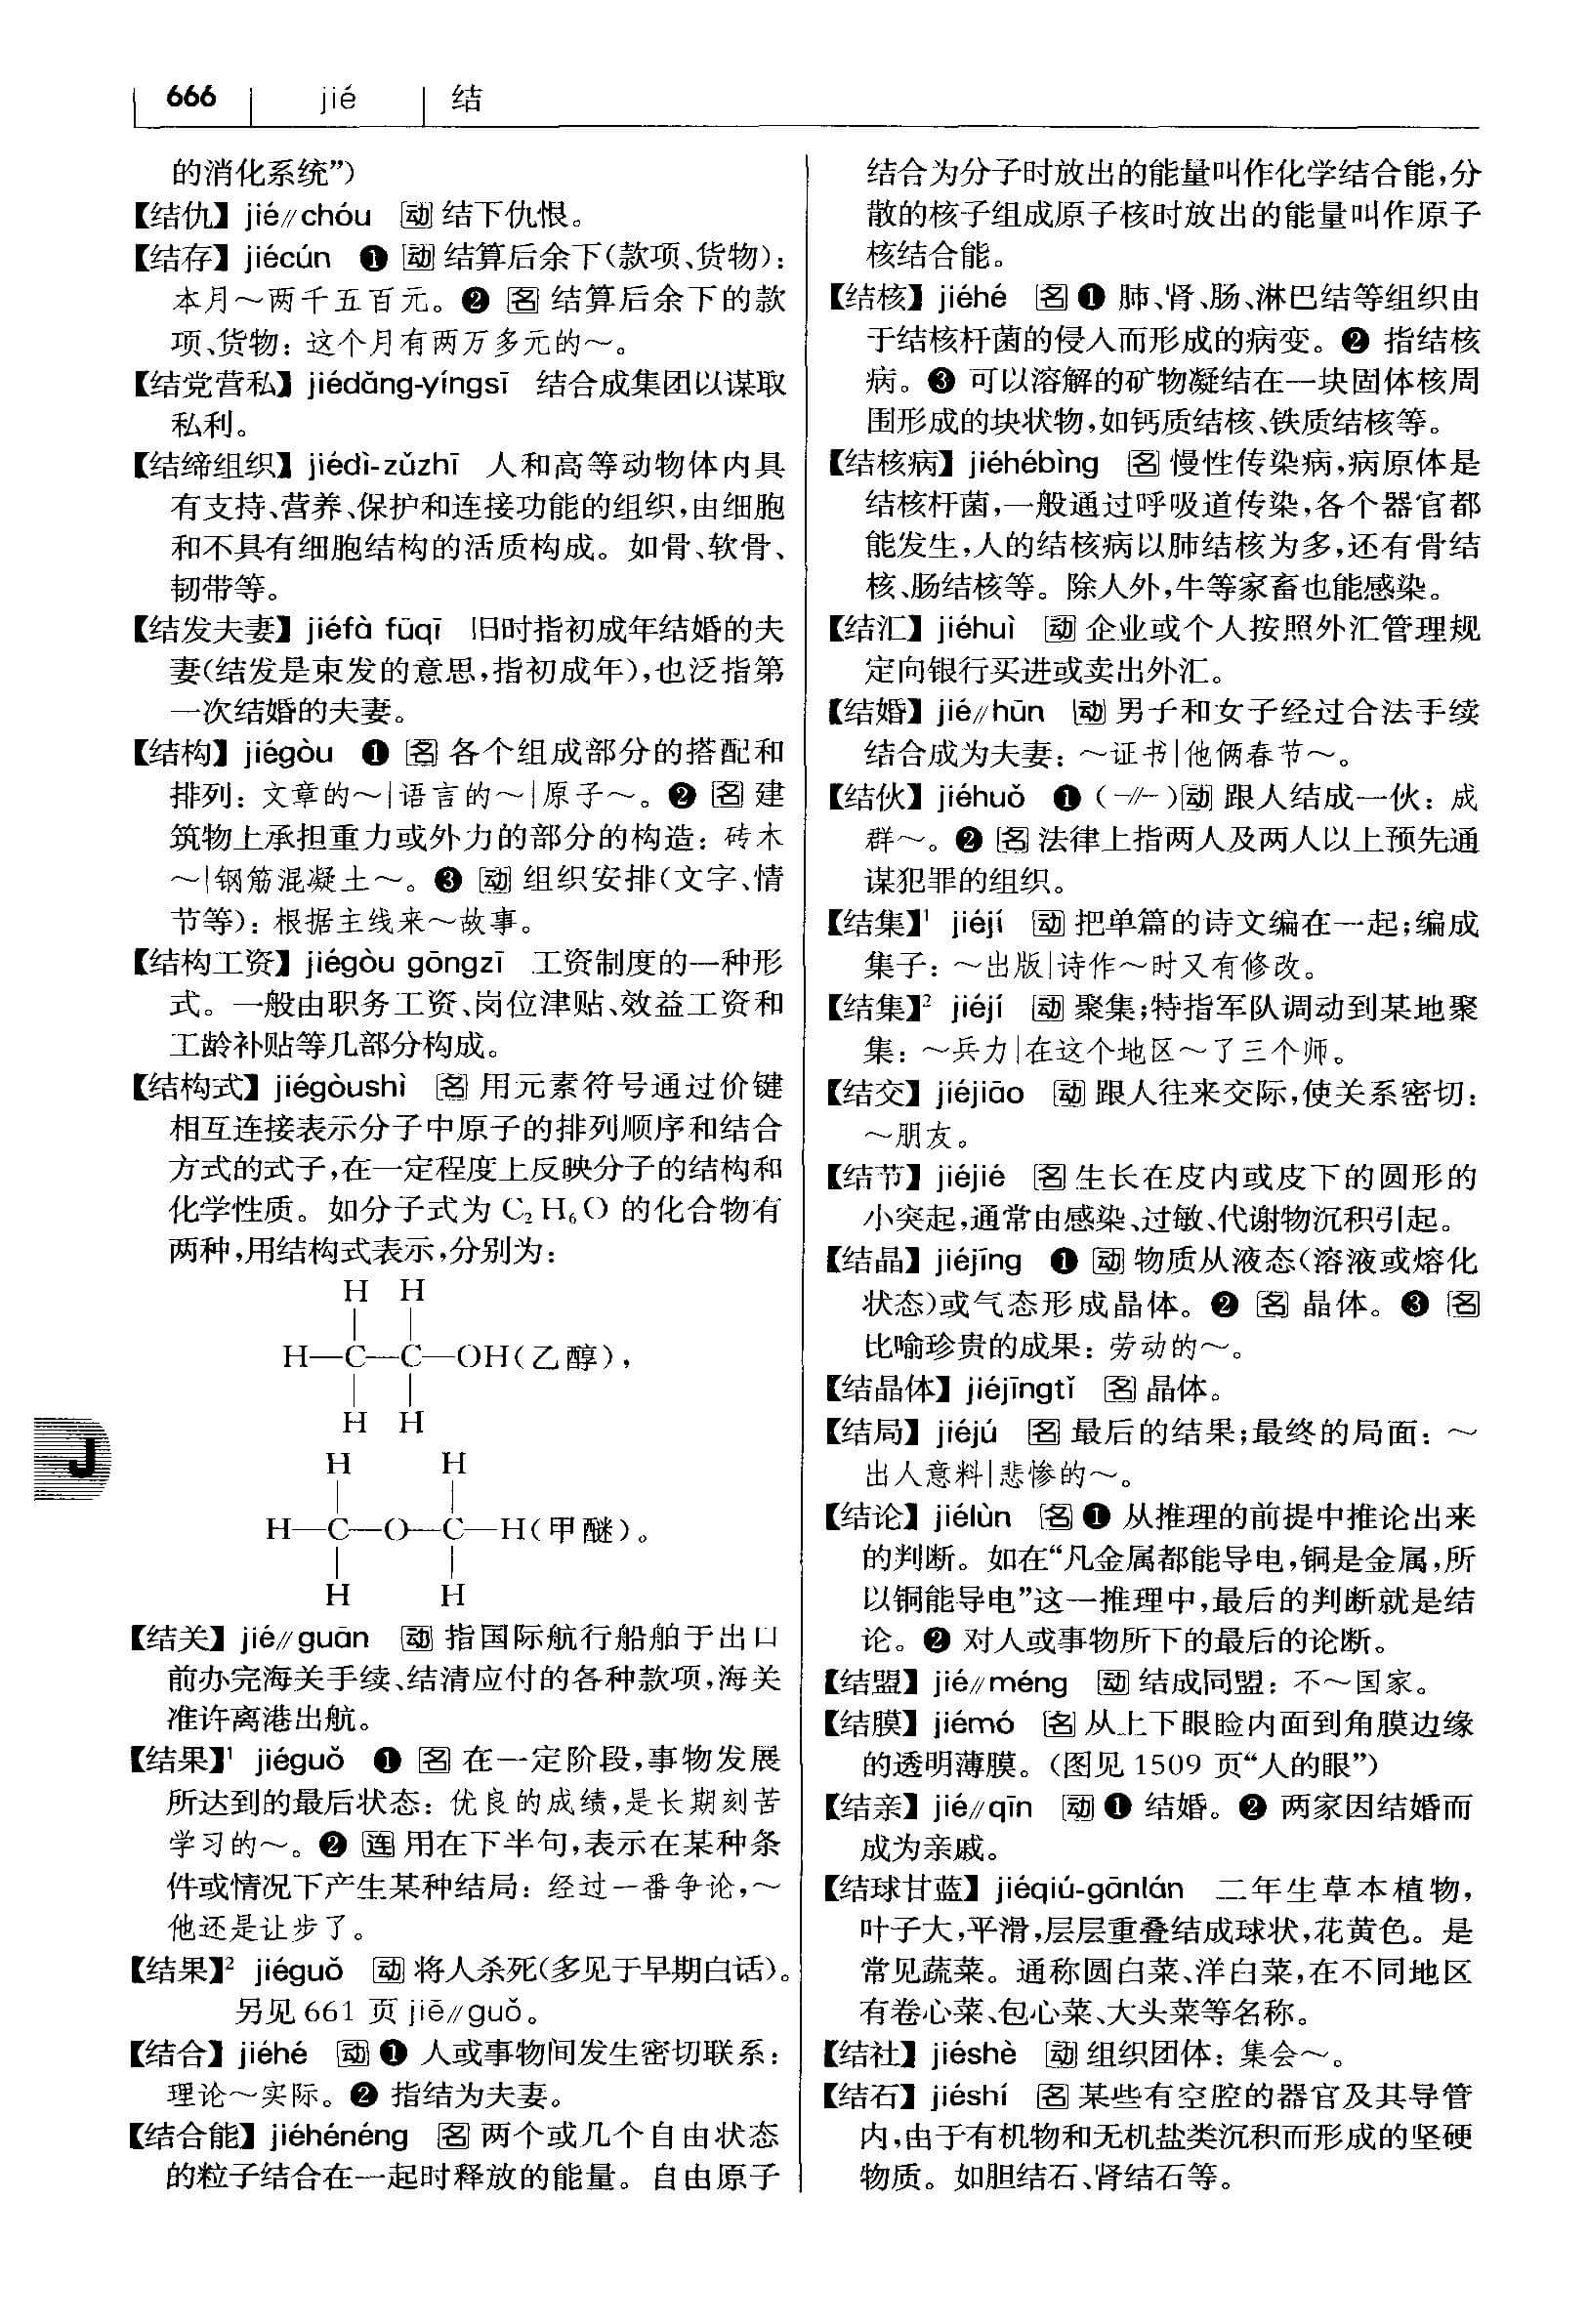 666 jié 结
的消化系统”)
【结仇】 jié//chóu 动 结下仇恨。
【结存】 jiécún ❶ 动 结算后余下(款项、货物):
本月～两千五百元。❷ 名 结算后余下的款
项、货物: 这个月有两万多元的～。
【结党营私】 jiédǎng-yíngsī 结合成集团以谋取
私利。
【结缔组织】 jiédì-zǔzhī 人和高等动物体内具
有支持、营养、保护和连接功能的组织,由细胞
和不具有细胞结构的活质构成。如骨、软骨、
韧带等。
【结发夫妻】 jiéfà fūqī 旧时指初成年结婚的夫
妻(结发是束发的意思,指初成年),也泛指第
一次结婚的夫妻。
【结构】 jiégòu ❶ 名 各个组成部分的搭配和
排列: 文章的～|语言的～|原子～。❷ 名 建
筑物上承担重力或外力的部分的构造: 砖木
～|钢筋混凝土～。❸ 动 组织安排(文字、情
节等): 根据主线来～故事。
【结构工资】 jiégòu gōngzī 工资制度的一种形
式。一般由职务工资、岗位津贴、效益工资和
工龄补贴等几部分构成。
【结构式】 jiégòushì 名 用元素符号通过价键
相互连接表示分子中原子的排列顺序和结合
方式的式子,在一定程度上反映分子的结构和
化学性质。如分子式为 C₂H₆O 的化合物有
两种,用结构式表示,分别为:
H H
H—C—C—OH(乙醇),
H H
H H
H—C—O—C—H(甲醚)。
H H
J
【结关】 jié//guān 动 指国际航行船舶于出口
前办完海关手续、结清应付的各种款项,海关
准许离港出航。
【结果】¹ jiéguǒ ❶ 名 在一定阶段,事物发展
所达到的最后状态: 优良的成绩,是长期刻苦
学习的～。❷ 连 用在下半句,表示在某种条
件或情况下产生某种结局: 经过一番争论,～
他还是让步了。
【结果】² jiéguǒ 动 将人杀死(多见于早期白话)。
另见 661 页 jiē//guǒ。
【结合】 jiéhé 动 ❶ 人或事物间发生密切联系:
理论～实际。❷ 指结为夫妻。
【结合能】 jiéhénéng 名 两个或几个自由状态
的粒子结合在一起时释放的能量。自由原子
结合为分子时放出的能量叫作化学结合能,分
散的核子组成原子核时放出的能量叫作原子
核结合能。
【结核】 jiéhé 名 ❶ 肺、肾、肠、淋巴结等组织由
于结核杆菌的侵入而形成的病变。❷ 指结核
病。❸ 可以溶解的矿物凝结在一块固体核周
围形成的块状物,如钙质结核、铁质结核等。
【结核病】 jiéhébìng 名 慢性传染病,病原体是
结核杆菌,一般通过呼吸道传染,各个器官都
能发生,人的结核病以肺结核为多,还有骨结
核、肠结核等。除人外,牛等家畜也能感染。
【结汇】 jiéhuì 动 企业或个人按照外汇管理规
定向银行买进或卖出外汇。
【结婚】 jié//hūn 动 男子和女子经过合法手续
结合成为夫妻: ～证书|他俩春节～。
【结伙】 jiéhuǒ ❶ (-//-)动 跟人结成一伙: 成
群～。❷ 名 法律上指两人及两人以上预先通
谋犯罪的组织。
【结集】¹ jiéjí 动 把单篇的诗文编在一起;编成
集子: ～出版|诗作～时又有修改。
【结集】² jiéjí 动 聚集;特指军队调动到某地聚
集: ～兵力|在这个地区～了三个师。
【结交】 jiéjiāo 动 跟人往来交际,使关系密切:
～朋友。
【结节】 jiéjié 名 生长在皮内或皮下的圆形的
小突起,通常由感染、过敏、代谢物沉积引起。
【结晶】 jiéjīng ❶ 动 物质从液态(溶液或熔化
状态)或气态形成晶体。❷ 名 晶体。❸ 名
比喻珍贵的成果: 劳动的～。
【结晶体】 jiéjīngtǐ 名 晶体。
【结局】 jiéjú 名 最后的结果;最终的局面: ～
出人意料|悲惨的～。
【结论】 jiélùn 名 ❶ 从推理的前提中推论出来
的判断。如在“凡金属都能导电,铜是金属,所
以铜能导电”这一推理中,最后的判断就是结
论。❷ 对人或事物所下的最后的论断。
【结盟】 jié//méng 动 结成同盟: 不～国家。
【结膜】 jiémó 名 从上下眼睑内面到角膜边缘
的透明薄膜。(图见 1509 页“人的眼”)
【结亲】 jié//qīn 动 ❶ 结婚。❷ 两家因结婚而
成为亲戚。
【结球甘蓝】 jiéqiú-gānlán 二年生草本植物,
叶子大,平滑,层层重叠结成球状,花黄色。是
常见蔬菜。通称圆白菜、洋白菜,在不同地区
有卷心菜、包心菜、大头菜等名称。
【结社】 jiéshè 动 组织团体: 集会～。
【结石】 jiéshí 名 某些有空腔的器官及其导管
内,由于有机物和无机盐类沉积而形成的坚硬
物质。如胆结石、肾结石等。